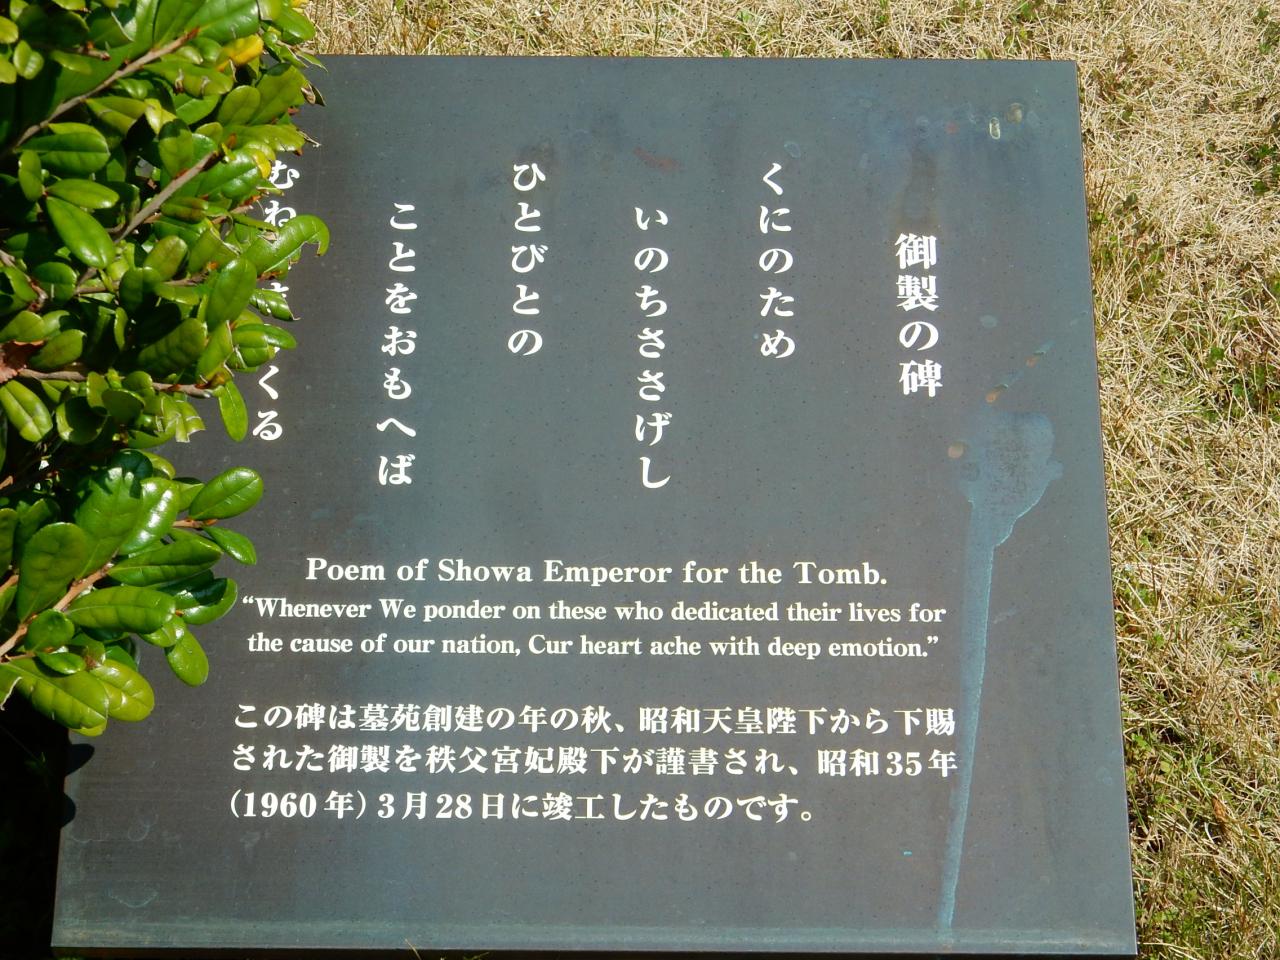 御製の碑
くにのため
いのちささげし
ひとびとの
ことをおもへば
むね くる
Poem of Showa Emperor for the Tomb.
“Whenever We ponder on these who dedicated their lives for
the cause of our nation, Cur heart ache with deep emotion.”
この碑は墓苑創建の年の秋、昭和天皇陛下から下賜
された御製を秩父宮妃殿下が謹書され、昭和35年
(1960年)3月28日に竣工したものです。